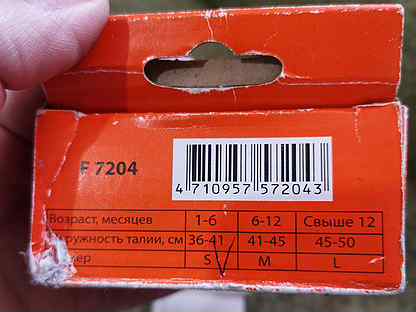 F 7204
4 710957 572043
Возраст, месяцев 1-6 6-12 Свыше 12
ружность талии, см 36-41 41-45 45-50
ер S M L